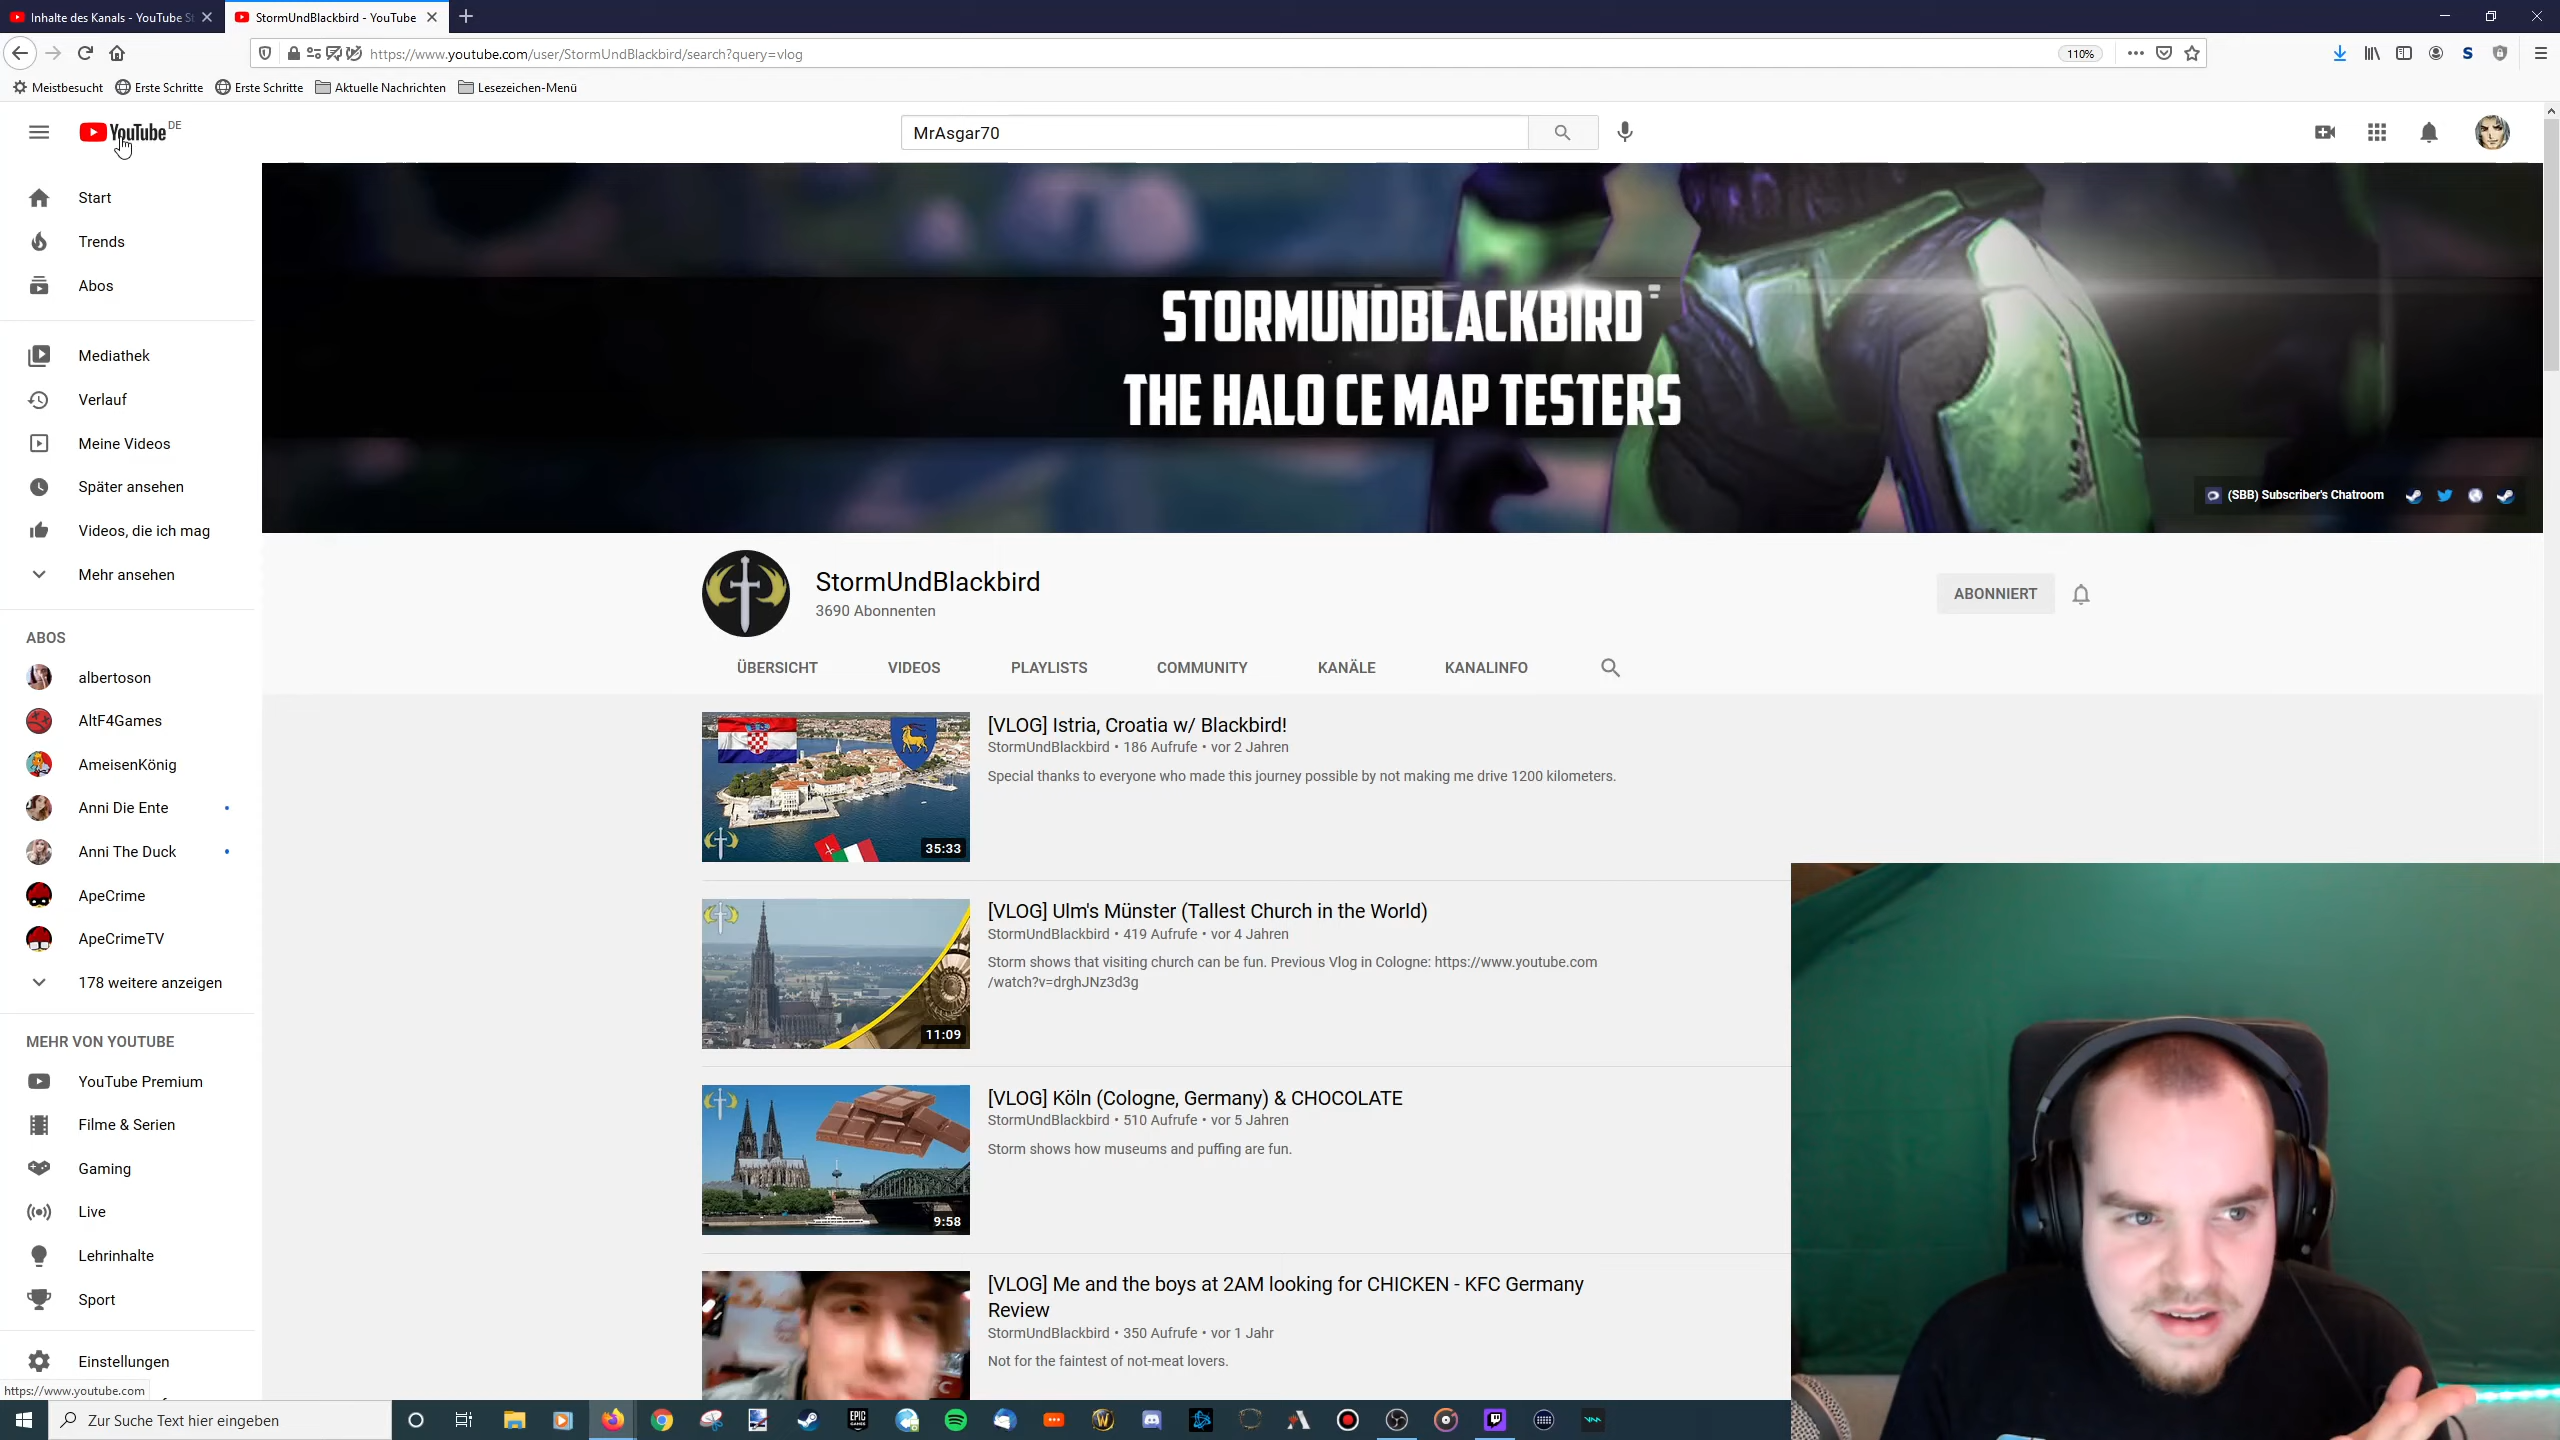 Inhalte des Kanals - YouTube St
StormUndBlackbird - YouTube
https://www.youtube.com/user/StormUndBlackbird/search?query=vlog
110%
Meistbesucht
Erste Schritte
Erste Schritte
Aktuelle Nachrichten
Lesezeichen-Menü
YouTube DE
MrAsgar70
Start
Trends
Abos
Mediathek
Verlauf
Meine Videos
Später ansehen
Videos, die ich mag
Mehr ansehen
ABOS
albertoson
AltF4Games
AmeisenKönig
Anni Die Ente
Anni The Duck
ApeCrime
ApeCrimeTV
178 weitere anzeigen
MEHR VON YOUTUBE
YouTube Premium
Filme & Serien
Gaming
Live
Lehrinhalte
Sport
Einstellungen
https://www.youtube.com
STORMUNDBLACKBIRD
THE HALO CE MAP TESTERS
(SBB) Subscriber's Chatroom
StormUndBlackbird
3690 Abonnenten
ABONNIERT
ÜBERSICHT
VIDEOS
PLAYLISTS
COMMUNITY
KANÄLE
KANALINFO
[VLOG] Istria, Croatia w/ Blackbird!
StormUndBlackbird • 186 Aufrufe • vor 2 Jahren
Special thanks to everyone who made this journey possible by not making me drive 1200 kilometers.
35:33
[VLOG] Ulm's Münster (Tallest Church in the World)
StormUndBlackbird • 419 Aufrufe • vor 4 Jahren
Storm shows that visiting church can be fun. Previous Vlog in Cologne: https://www.youtube.com
/watch?v=drghJNz3d3g
11:09
[VLOG] Köln (Cologne, Germany) & CHOCOLATE
StormUndBlackbird • 510 Aufrufe • vor 5 Jahren
Storm shows how museums and puffing are fun.
9:58
[VLOG] Me and the boys at 2AM looking for CHICKEN - KFC Germany
Review
StormUndBlackbird • 350 Aufrufe • vor 1 Jahr
Not for the faintest of not-meat lovers.
Zur Suche Text hier eingeben
EPIC
GAMES